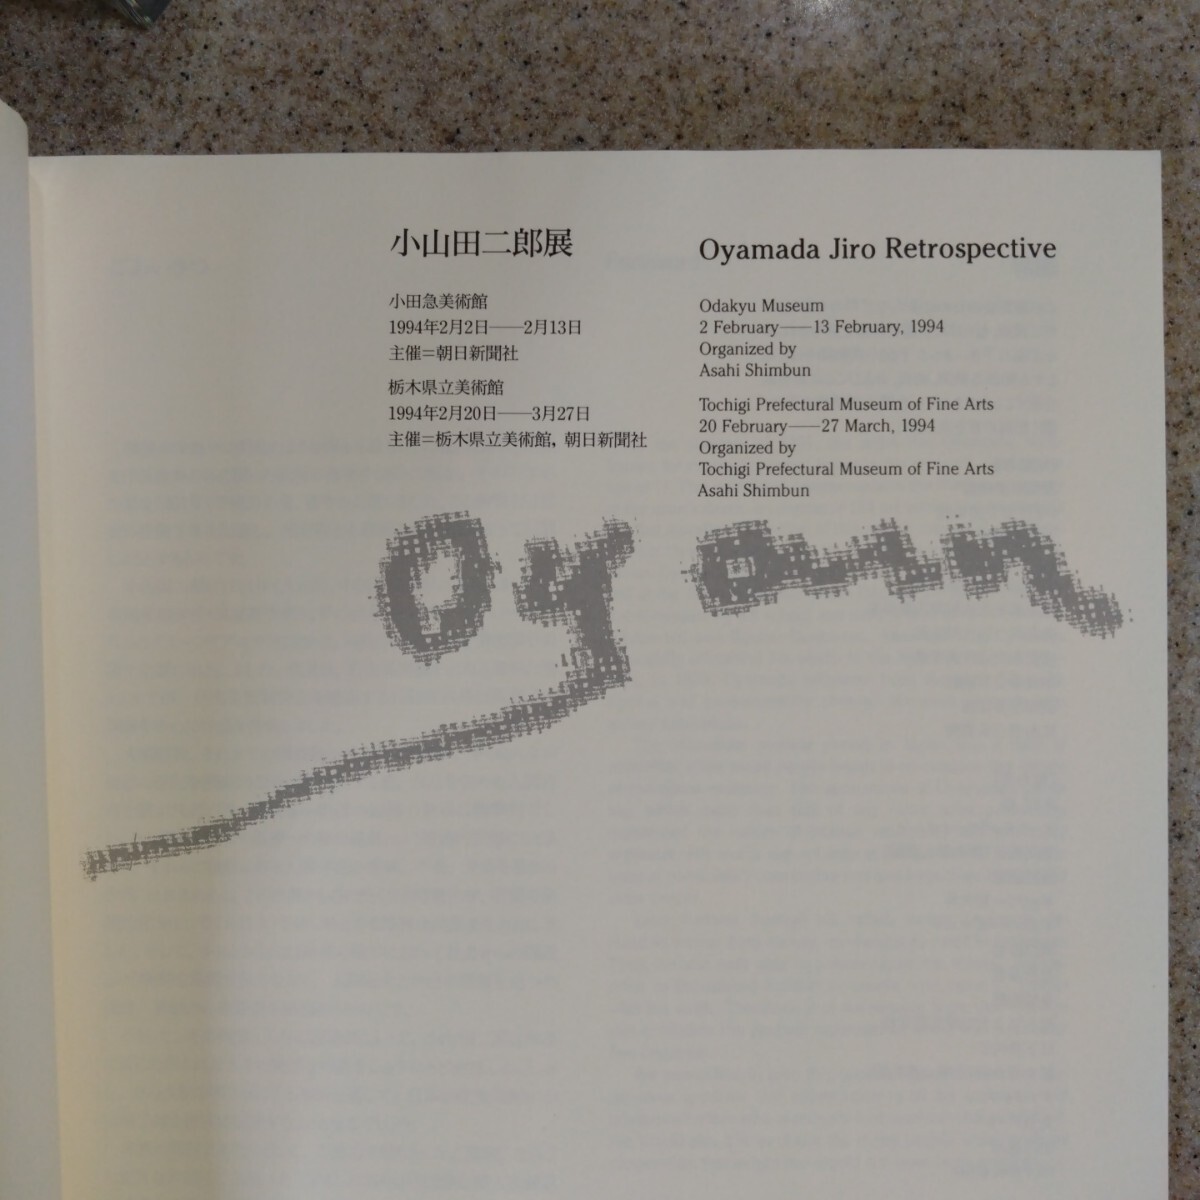 小山田二郎展
小田急美術館
1994年2月2日——2月13日
主催=朝日新聞社
栃木県立美術館
1994年2月20日——3月27日
主催=栃木県立美術館, 朝日新聞社
Oyamada Jiro Retrospective
Odakyu Museum
2 February——13 February, 1994
Organized by
Asahi Shimbun
Tochigi Prefectural Museum of Fine Arts
20 February——27 March, 1994
Organized by
Tochigi Prefectural Museum of Fine Arts
Asahi Shimbun